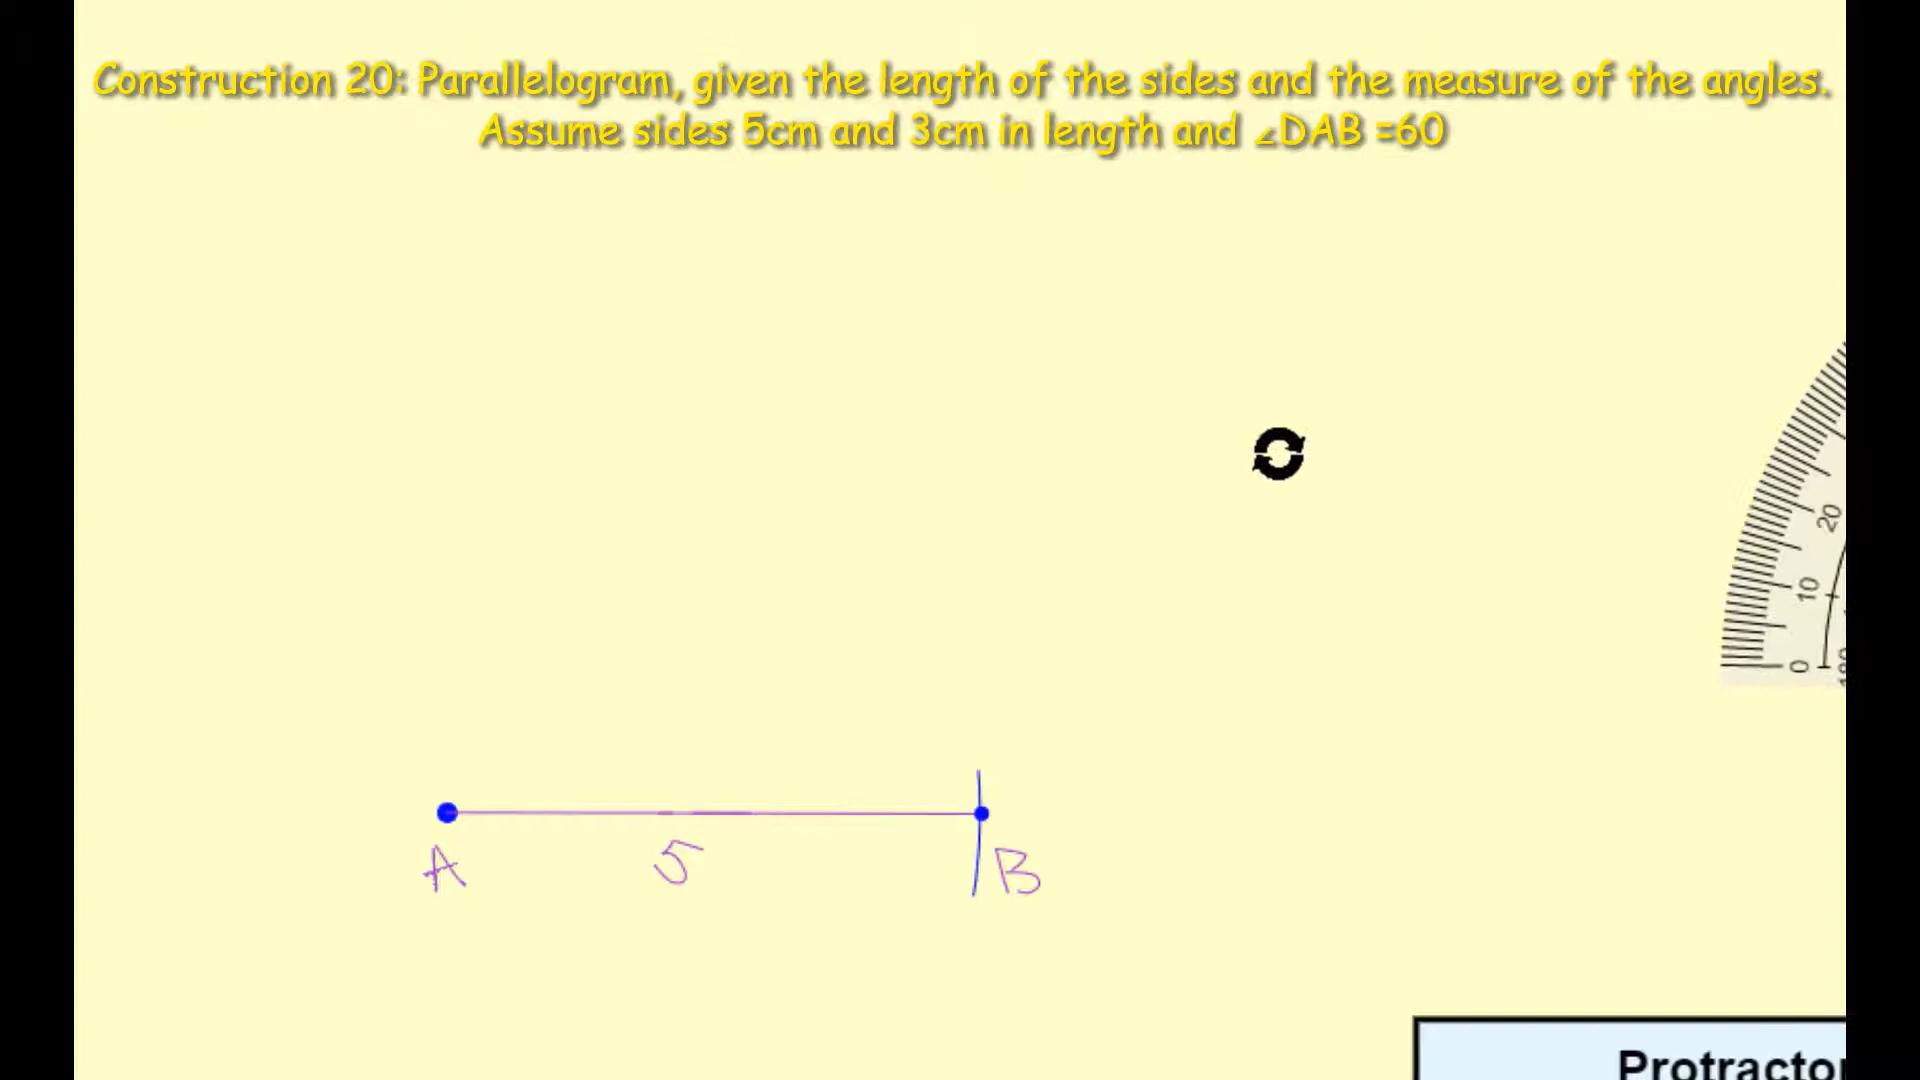 Construction 20: Parallelogram, given the length of the sides and the measure of the angles.
Assume sides 5cm and 3cm in length and ∠DAB =60
20
10
0
A 5 B